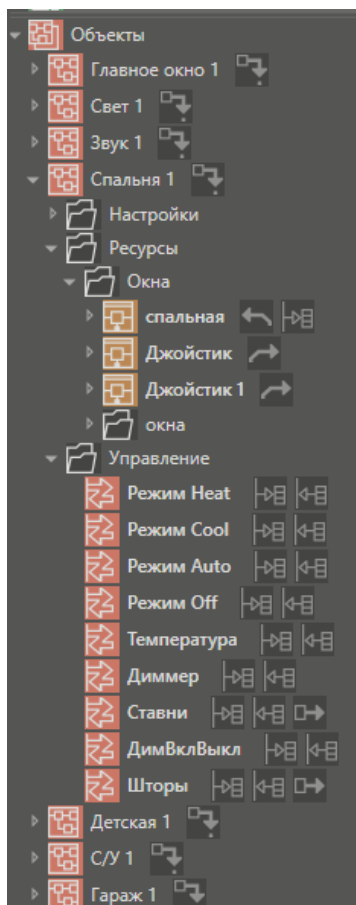 Объекты
Главное окно 1
Свет 1
Звук 1
Спальня 1
Настройки
Ресурсы
Окна
спальная
Джойстик
Джойстик 1
окна
Управление
Режим Heat
Режим Cool
Режим Auto
Режим Off
Температура
Диммер
Ставни
ДимВклВыкл
Шторы
Детская 1
С/У 1
Гараж 1